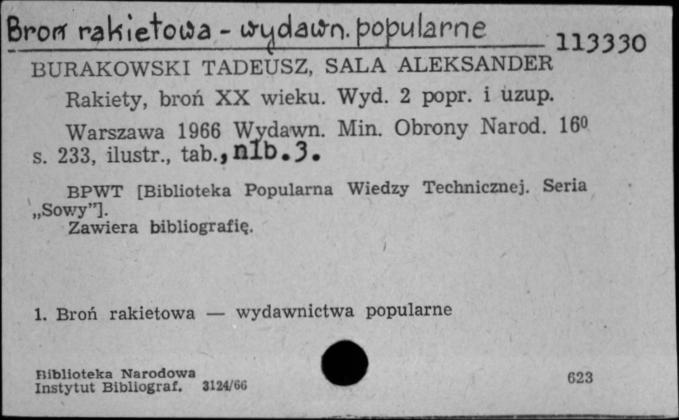 Broń rakietowa - wydawn. popularne
113330
BURAKOWSKI TADEUSZ, SALA ALEKSANDER
Rakiety, broń XX wieku. Wyd. 2 popr. i uzup.
Warszawa 1966 Wydawn. Min. Obrony Narod. 16⁰
s. 233, ilustr., tab., nlb.3.
BPWT [Biblioteka Popularna Wiedzy Technicznej. Seria
„Sowy”].
Zawiera bibliografię.
1. Broń rakietowa — wydawnictwa popularne
Biblioteka Narodowa
Instytut Bibliograf. 3124/66
623